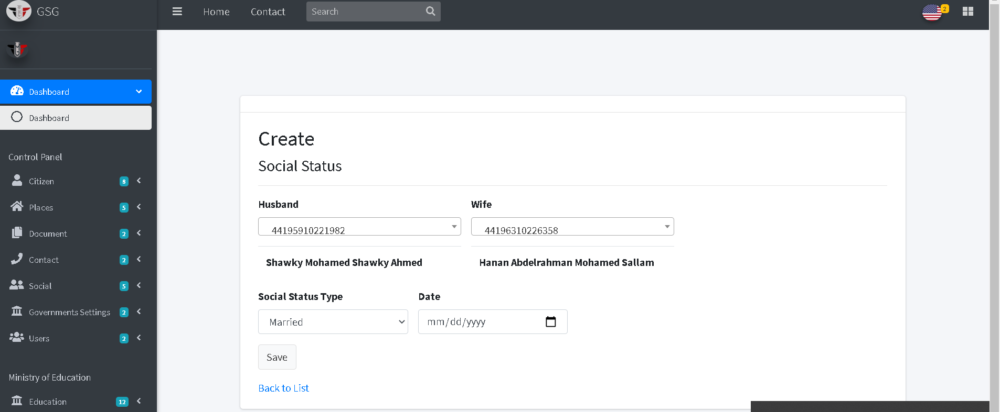 GSG
Home
Contact
Search
2
Dashboard
Dashboard
Control Panel
Citizen 8
Places 5
Document 2
Contact 2
Social 5
Governments Settings 2
Users 2
Ministry of Education
Education 12
Create
Social Status
Husband
Wife
44195910221982
44196310226358
Shawky Mohamed Shawky Ahmed
Hanan Abdelrahman Mohamed Sallam
Social Status Type
Date
Married
mm/dd/yyyy
Save
Back to List